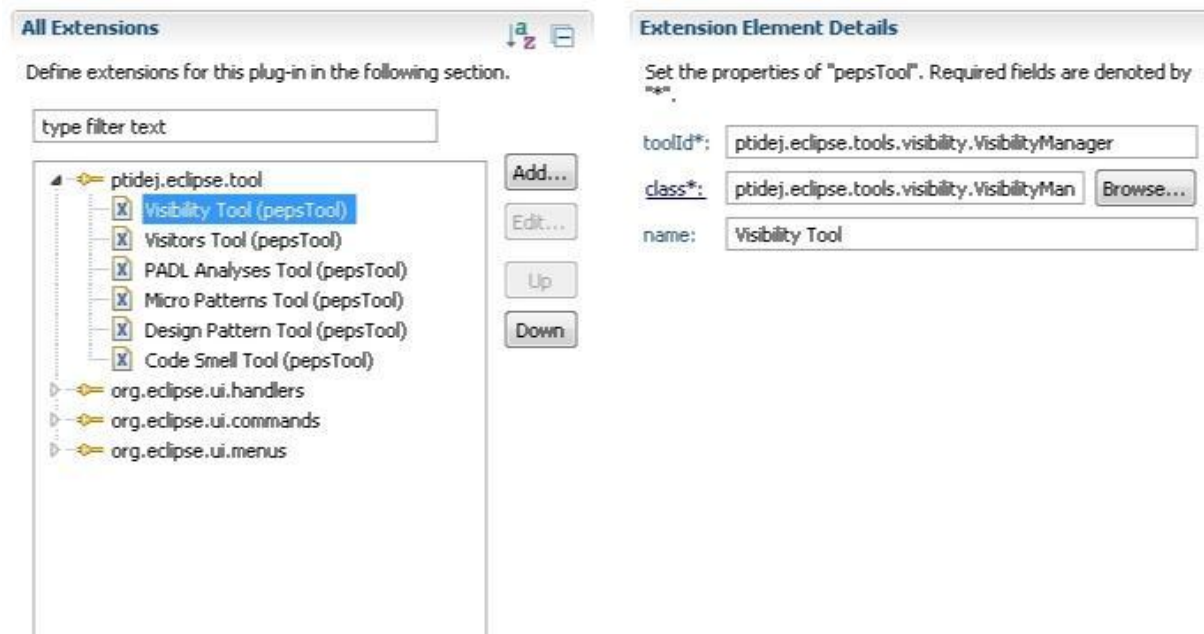 All Extensions
Define extensions for this plug-in in the following section.
type filter text
ptidej.eclipse.tool
Visibility Tool (pepsTool)
Visitors Tool (pepsTool)
PADL Analyses Tool (pepsTool)
Micro Patterns Tool (pepsTool)
Design Pattern Tool (pepsTool)
Code Smell Tool (pepsTool)
org.eclipse.ui.handlers
org.eclipse.ui.commands
org.eclipse.ui.menus
Add...
Edit...
Up
Down
Extension Element Details
Set the properties of "pepsTool". Required fields are denoted by
"*".
toolId*: ptidej.eclipse.tools.visibility.VisibilityManager
class*: ptidej.eclipse.tools.visibility.VisibilityMan Browse...
name: Visibility Tool